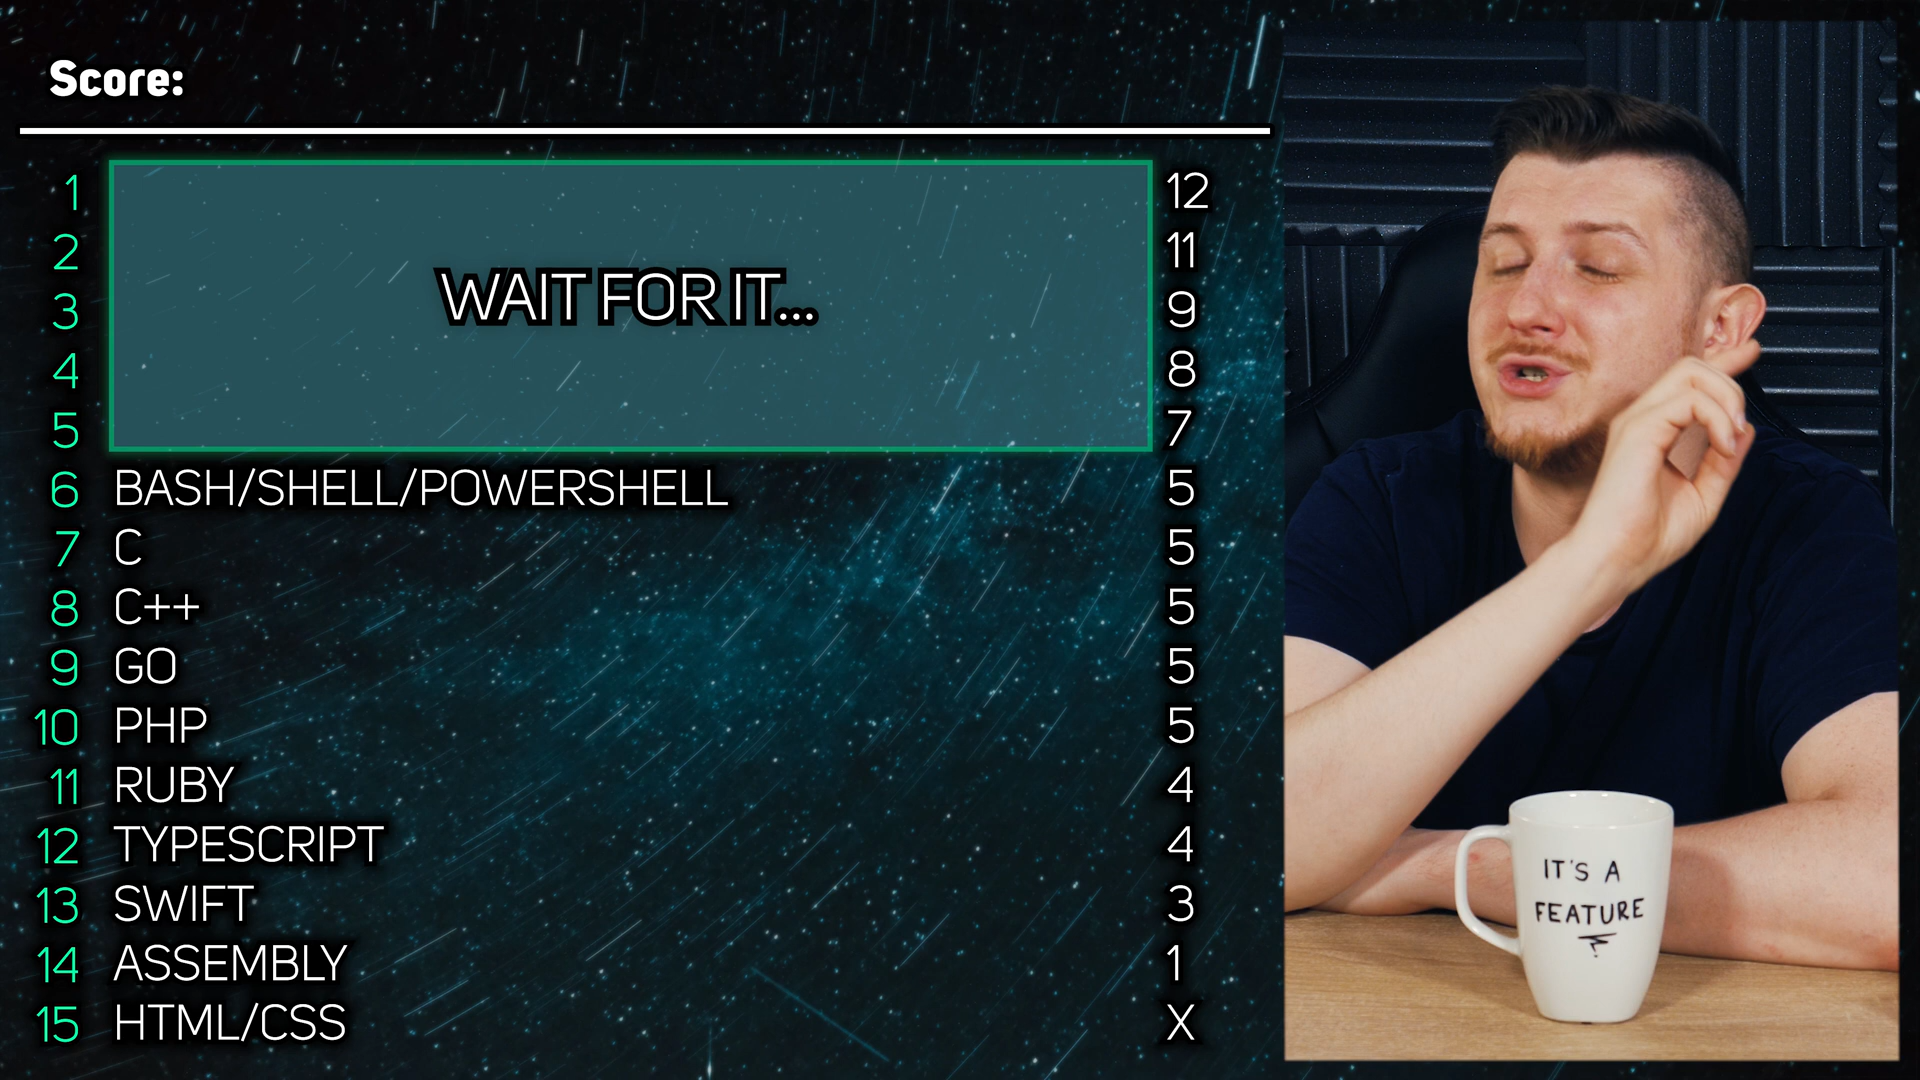 Score:
1 12
2 11
WAIT FOR IT...
3 9
4 8
5 7
6 BASH/SHELL/POWERSHELL 5
7 C 5
8 C++ 5
9 GO 5
10 PHP 5
11 RUBY 4
12 TYPESCRIPT 4
13 SWIFT 3
14 ASSEMBLY 1
15 HTML/CSS X
IT'S A
FEATURE